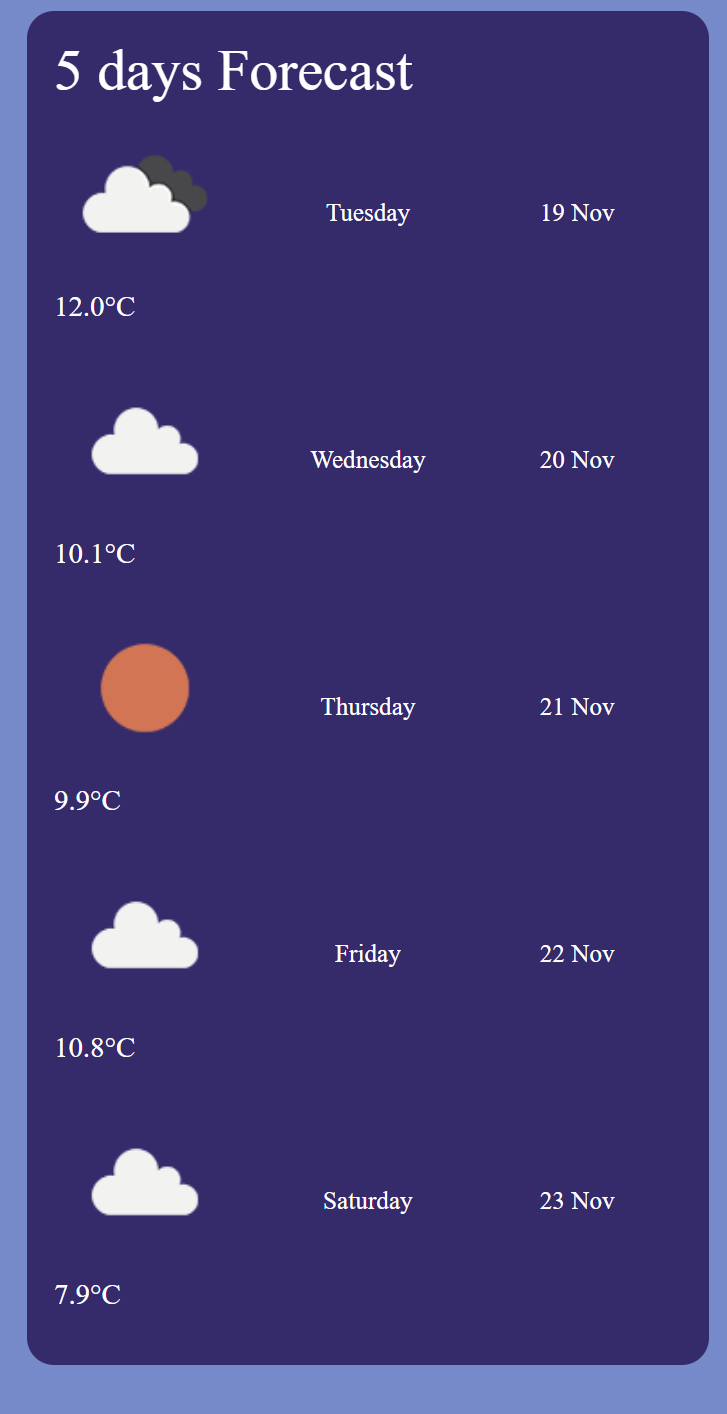 5 days Forecast
Tuesday 19 Nov
12.0°C
Wednesday 20 Nov
10.1°C
Thursday 21 Nov
9.9°C
Friday 22 Nov
10.8°C
Saturday 23 Nov
7.9°C